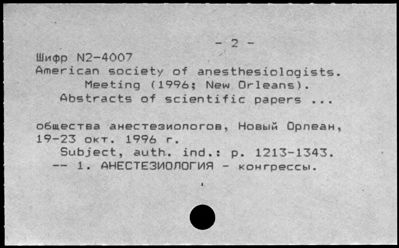 - 2 -
Шифр N2-4007
American society of anesthesiologists.
Meeting (1996; New Orleans).
Abstracts of scientific papers ...
общества анестезиологов, Новый Орлеан,
19-23 окт. 1996 г.
Subject, auth. ind.: p. 1213-1343.
-- 1. АНЕСТЕЗИОЛОГИЯ - конгрессы.